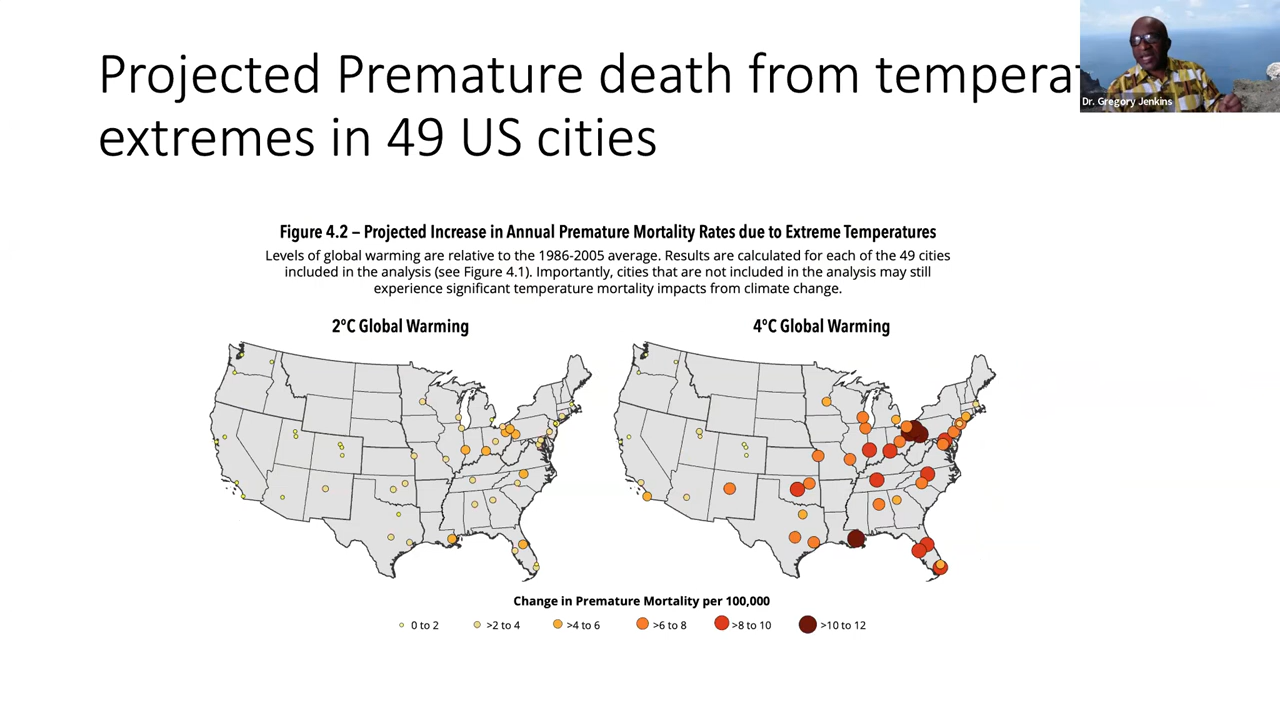 Projected Premature death from tempera
extremes in 49 US cities
Dr. Gregory Jenkins
Figure 4.2 – Projected Increase in Annual Premature Mortality Rates due to Extreme Temperatures
Levels of global warming are relative to the 1986-2005 average. Results are calculated for each of the 49 cities
included in the analysis (see Figure 4.1). Importantly, cities that are not included in the analysis may still
experience significant temperature mortality impacts from climate change.
2°C Global Warming
4°C Global Warming
Change in Premature Mortality per 100,000
0 to 2
>2 to 4
>4 to 6
>6 to 8
>8 to 10
>10 to 12